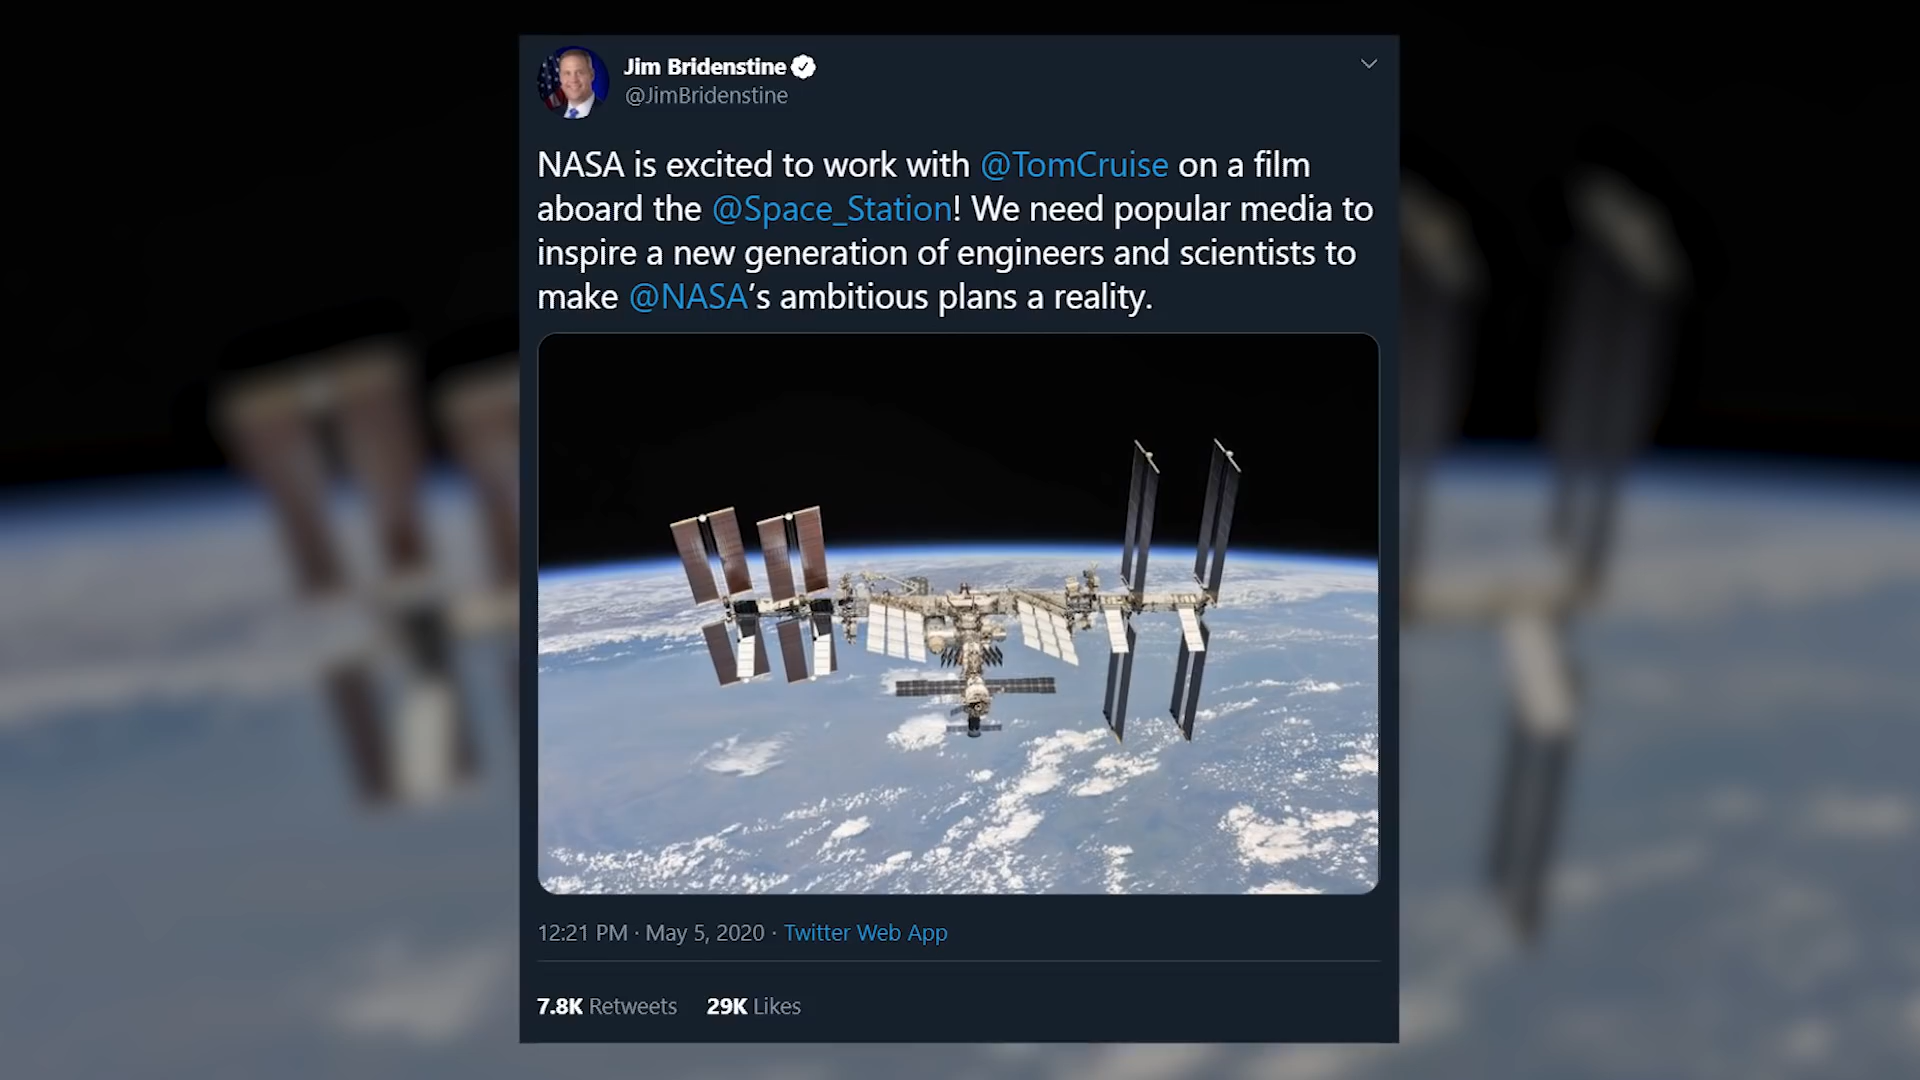 Jim Bridenstine
@JimBridenstine
NASA is excited to work with @TomCruise on a film
aboard the @Space_Station! We need popular media to
inspire a new generation of engineers and scientists to
make @NASA’s ambitious plans a reality.
12:21 PM · May 5, 2020 · Twitter Web App
7.8K Retweets 29K Likes